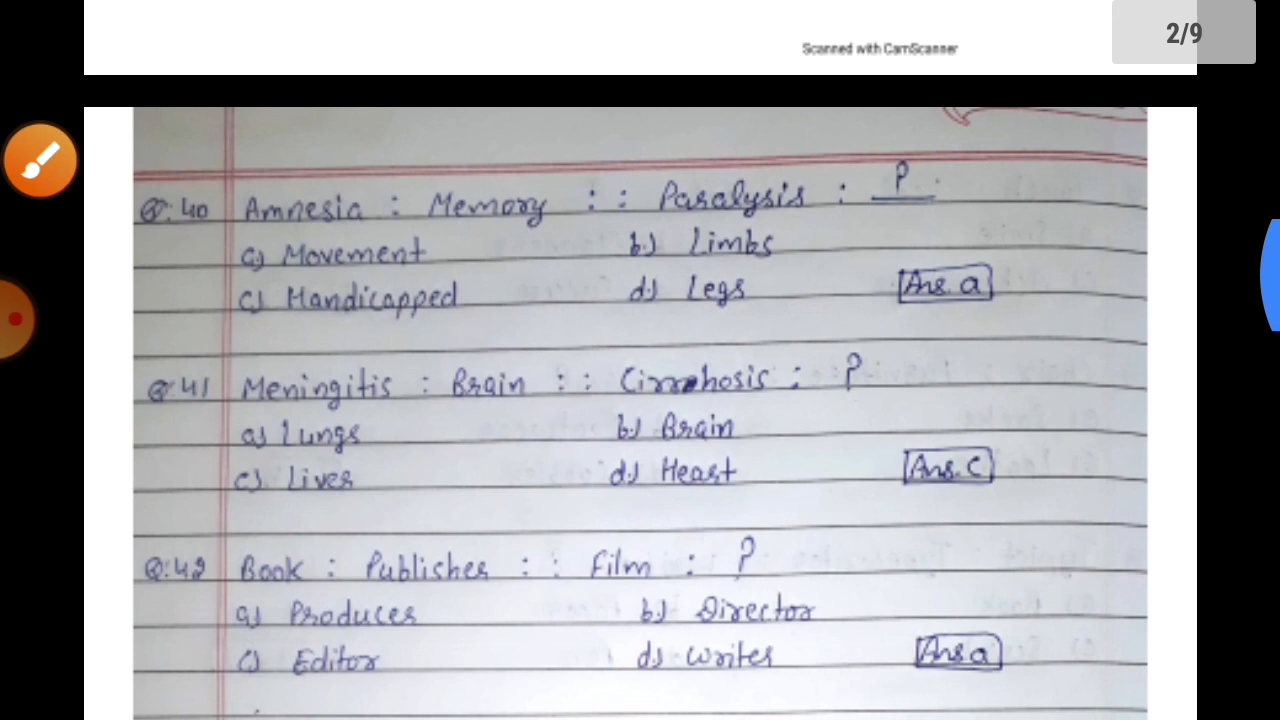 2/9
Scanned with CamScanner
Q.40 Amnesia : Memory : : Paralysis : ?
a) Movement b.) Limbs
c) Handicapped d.) Legs Ans. a
Q.41 Meningitis : Brain : : Cirrhosis : ?
a) Lungs b.) Brain
c). Liver d.) Heart Ans. c
Q.42 Book : Publisher : : Film : ?
a) Producer b.) Director
c) Editor d.) Writer Ans a